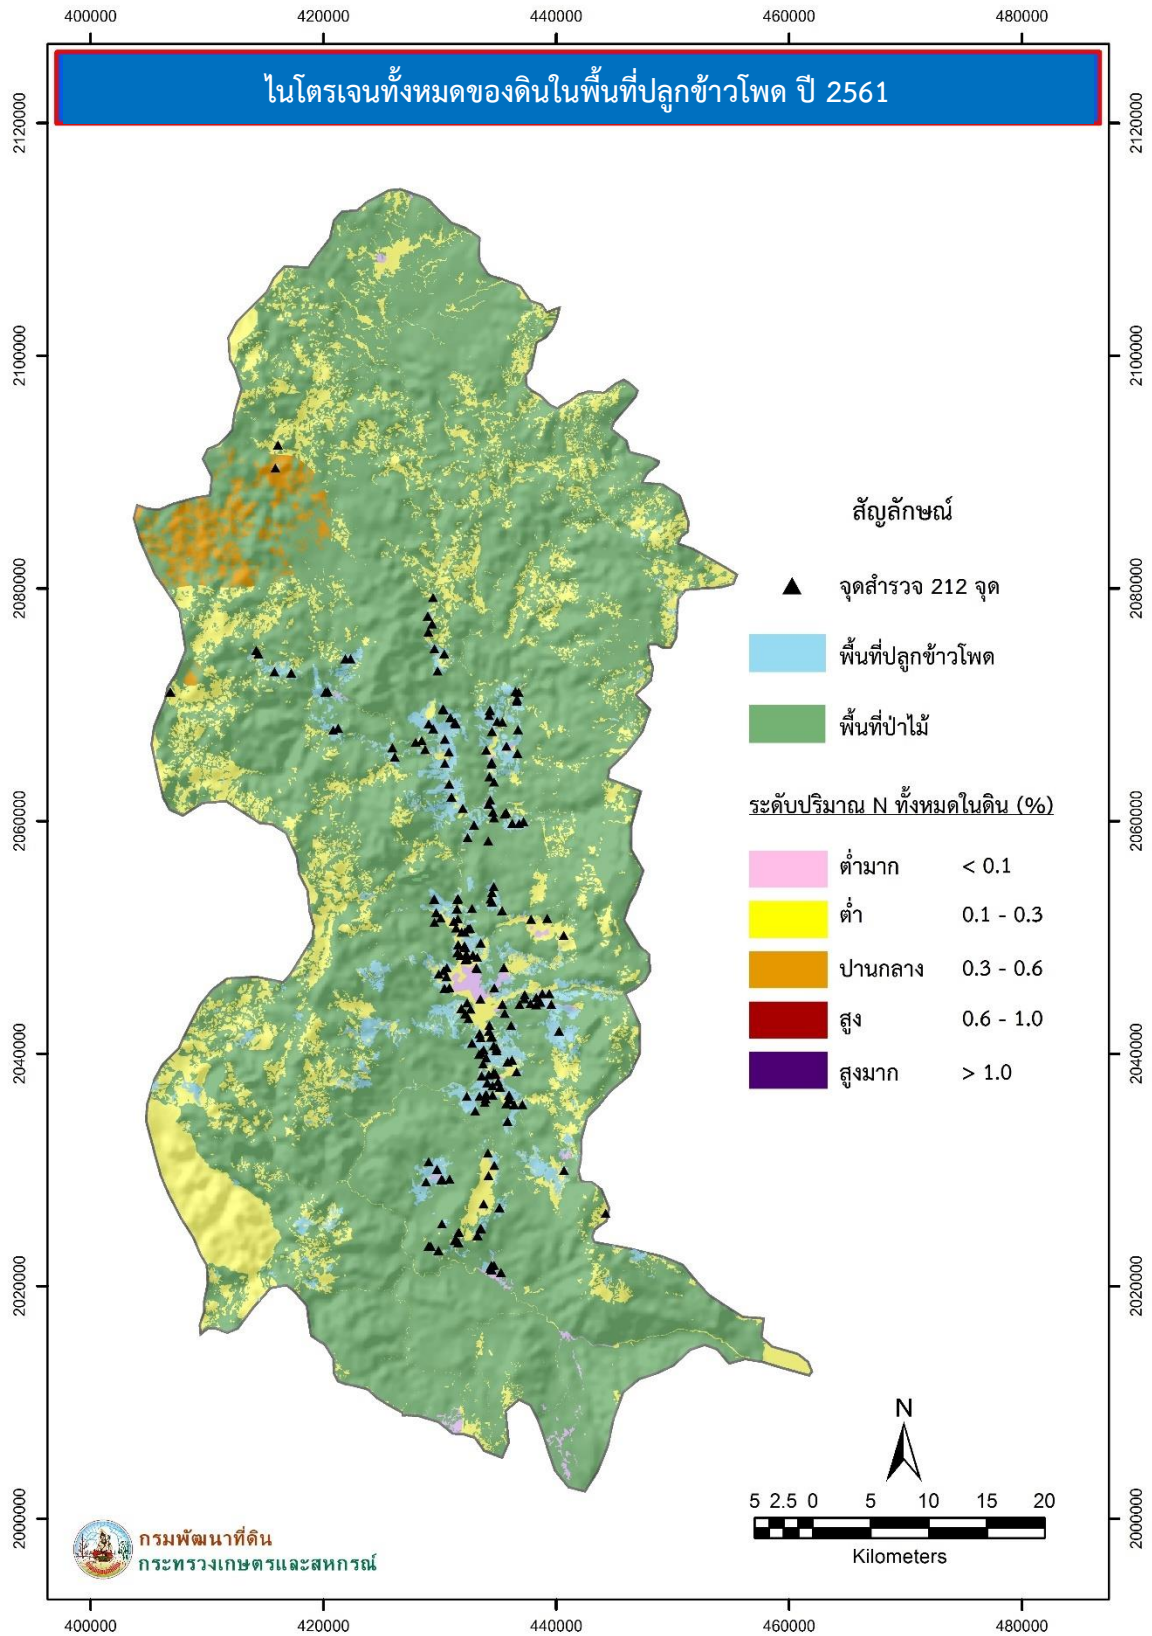 400000 420000 440000 460000 480000
ไนโตรเจนทั้งหมดของดินในพื้นที่ปลูกข้าวโพด ปี 2561
2120000 2120000
2100000 2100000
สัญลักษณ์
จุดสำรวจ 212 จุด
2080000 2080000
พื้นที่ปลูกข้าวโพด
พื้นที่ป่าไม้
ระดับปริมาณ N ทั้งหมดในดิน (%)
2060000 2060000
ต่ำมาก < 0.1
ต่ำ 0.1 - 0.3
ปานกลาง 0.3 - 0.6
สูง 0.6 - 1.0
2040000 2040000
สูงมาก > 1.0
2020000 2020000
N
5 2.5 0 5 10 15 20
2000000 2000000
Kilometers
กรมพัฒนาที่ดิน
กระทรวงเกษตรและสหกรณ์
400000 420000 440000 460000 480000